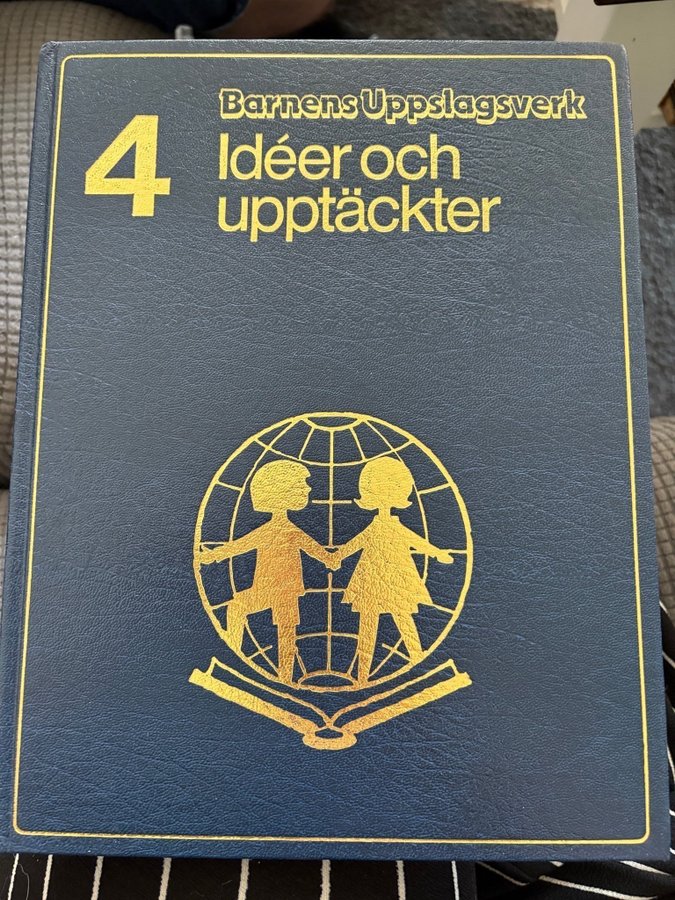 4
Barnens Uppslagsverk
Idéer och
upptäckter